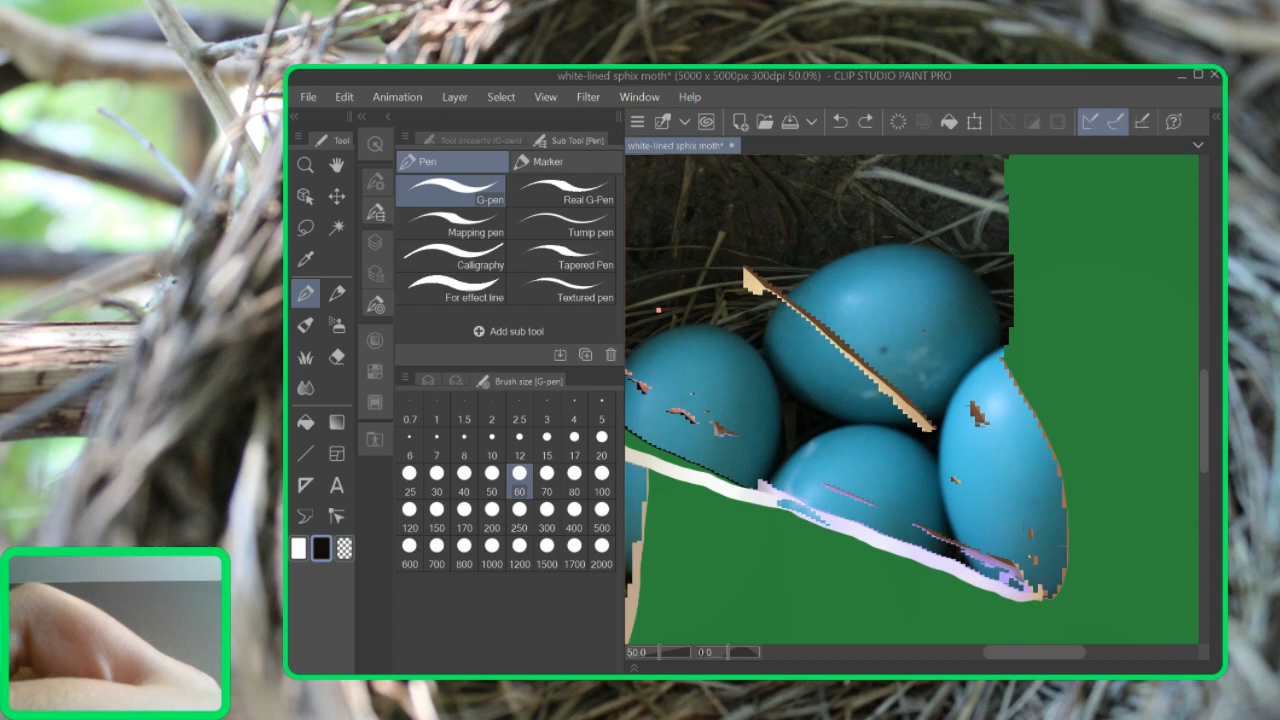 white-lined sphix moth* (5000 x 5000px 300dpi 50.0%) - CLIP STUDIO PAINT PRO
File Edit Animation Layer Select View Filter Window Help
Tool
Tool property [G-pen]
Sub Tool [Pen]
white-lined sphix moth*
Pen Marker
G-pen Real G-Pen
Mapping pen Turnip pen
Calligraphy Tapered Pen
For effect line Textured pen
Add sub tool
Brush size [G-pen]
0.7 1 1.5 2 2.5 3 4 5
6 7 8 10 12 15 17 20
25 30 40 50 60 70 80 100
120 150 170 200 250 300 400 500
600 700 800 1000 1200 1500 1700 2000
50.0 0 0